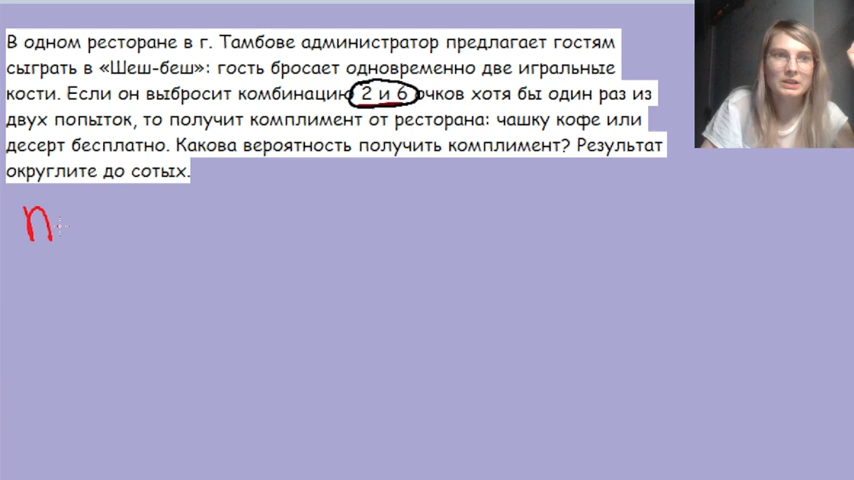 В одном ресторане в г. Тамбове администратор предлагает гостям
сыграть в «Шеш-беш»: гость бросает одновременно две игральные
кости. Если он выбросит комбинацию 2 и 6 очков хотя бы один раз из
двух попыток, то получит комплимент от ресторана: чашку кофе или
десерт бесплатно. Какова вероятность получить комплимент? Результат
округлите до сотых.
n